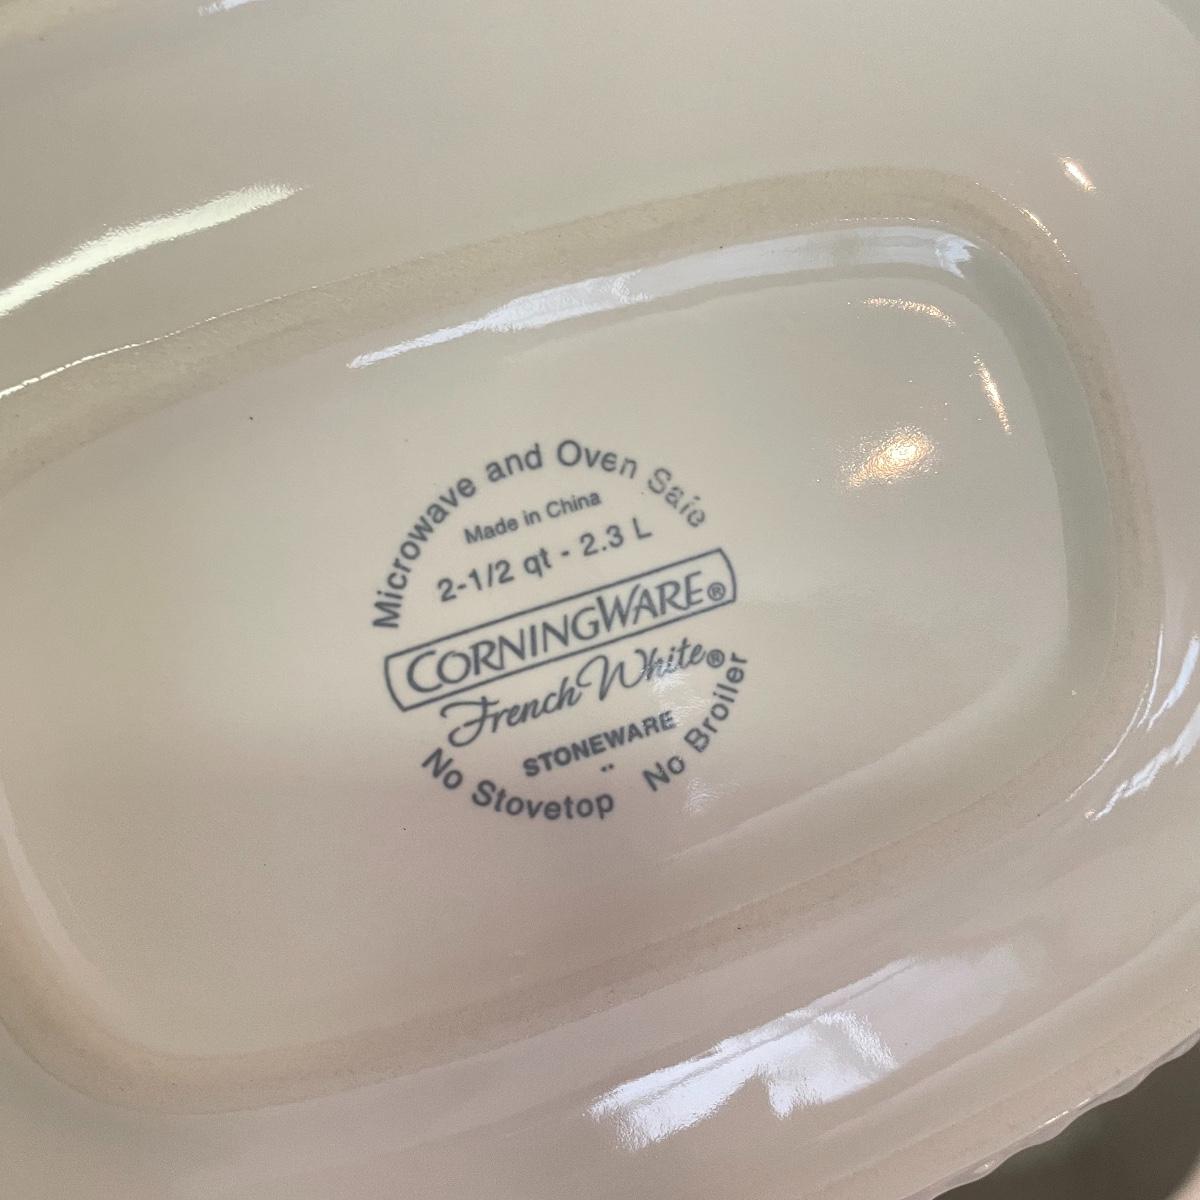 Microwave and Oven Safe
Made in China
2-1/2 qt - 2.3 L
CORNINGWARE®
French White®
STONEWARE
No Stovetop No Broiler